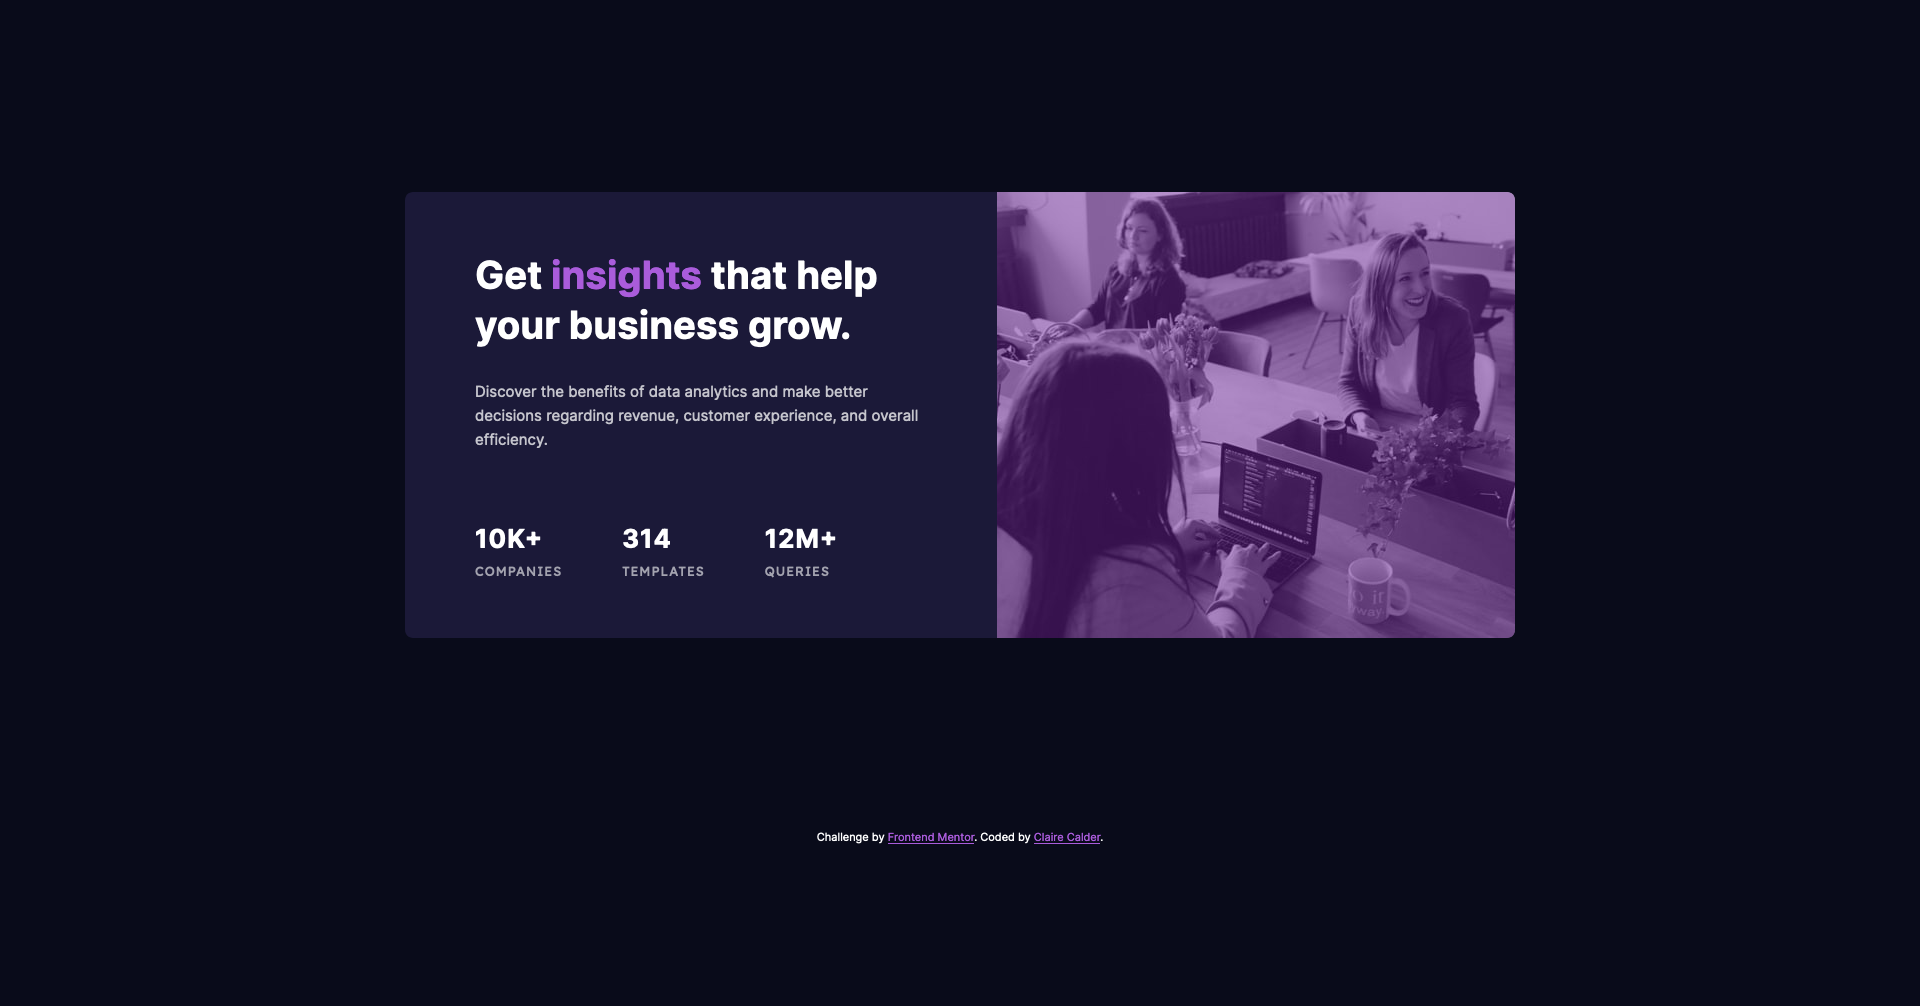 Get insights that help
your business grow.
Discover the benefits of data analytics and make better
decisions regarding revenue, customer experience, and overall
efficiency.
10K+ 314 12M+
COMPANIES TEMPLATES QUERIES
Challenge by Frontend Mentor. Coded by Claire Calder.